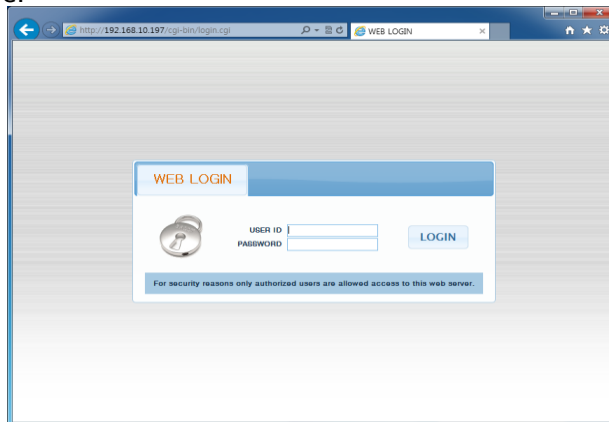 http://192.168.10.197/cgi-bin/login.cgi
WEB LOGIN
WEB LOGIN
USER ID
PASSWORD
LOGIN
For security reasons only authorized users are allowed access to this web server.